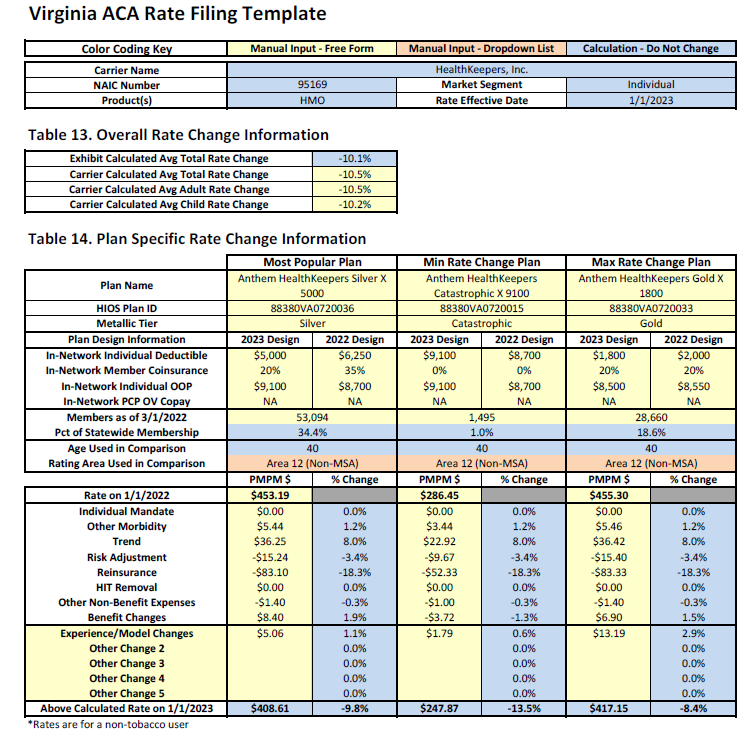 Virginia ACA Rate Filing Template
Color Coding Key Manual Input - Free Form Manual Input - Dropdown List Calculation - Do Not Change
Carrier Name HealthKeepers, Inc.
NAIC Number 95169 Market Segment Individual
Product(s) HMO Rate Effective Date 1/1/2023
Table 13. Overall Rate Change Information
Exhibit Calculated Avg Total Rate Change -10.1%
Carrier Calculated Avg Total Rate Change -10.5%
Carrier Calculated Avg Adult Rate Change -10.5%
Carrier Calculated Avg Child Rate Change -10.2%
Table 14. Plan Specific Rate Change Information
Most Popular Plan Min Rate Change Plan Max Rate Change Plan
Plan Name Anthem HealthKeepers Silver X 5000 Anthem HealthKeepers Catastrophic X 9100 Anthem HealthKeepers Gold X 1800
HIOS Plan ID 88380VA0720036 88380VA0720015 88380VA0720033
Metallic Tier Silver Catastrophic Gold
Plan Design Information 2023 Design 2022 Design 2023 Design 2022 Design 2023 Design 2022 Design
In-Network Individual Deductible $5,000 $6,250 $9,100 $8,700 $1,800 $2,000
In-Network Member Coinsurance 20% 35% 0% 0% 20% 20%
In-Network Individual OOP $9,100 $8,700 $9,100 $8,700 $8,500 $8,550
In-Network PCP OV Copay NA NA NA NA NA NA
Members as of 3/1/2022 53,094 1,495 28,660
Pct of Statewide Membership 34.4% 1.0% 18.6%
Age Used in Comparison 40 40 40
Rating Area Used in Comparison Area 12 (Non-MSA) Area 12 (Non-MSA) Area 12 (Non-MSA)
PMPM $ % Change PMPM $ % Change PMPM $ % Change
Rate on 1/1/2022 $453.19 $286.45 $455.30
Individual Mandate $0.00 0.0% $0.00 0.0% $0.00 0.0%
Other Morbidity $5.44 1.2% $3.44 1.2% $5.46 1.2%
Trend $36.25 8.0% $22.92 8.0% $36.42 8.0%
Risk Adjustment -$15.24 -3.4% -$9.67 -3.4% -$15.40 -3.4%
Reinsurance -$83.10 -18.3% -$52.33 -18.3% -$83.33 -18.3%
HIT Removal $0.00 0.0% $0.00 0.0% $0.00 0.0%
Other Non-Benefit Expenses -$1.40 -0.3% -$1.00 -0.3% -$1.40 -0.3%
Benefit Changes $8.40 1.9% -$3.72 -1.3% $6.90 1.5%
Experience/Model Changes $5.06 1.1% $1.79 0.6% $13.19 2.9%
Other Change 2 0.0% 0.0% 0.0%
Other Change 3 0.0% 0.0% 0.0%
Other Change 4 0.0% 0.0% 0.0%
Other Change 5 0.0% 0.0% 0.0%
Above Calculated Rate on 1/1/2023 $408.61 -9.8% $247.87 -13.5% $417.15 -8.4%
*Rates are for a non-tobacco user